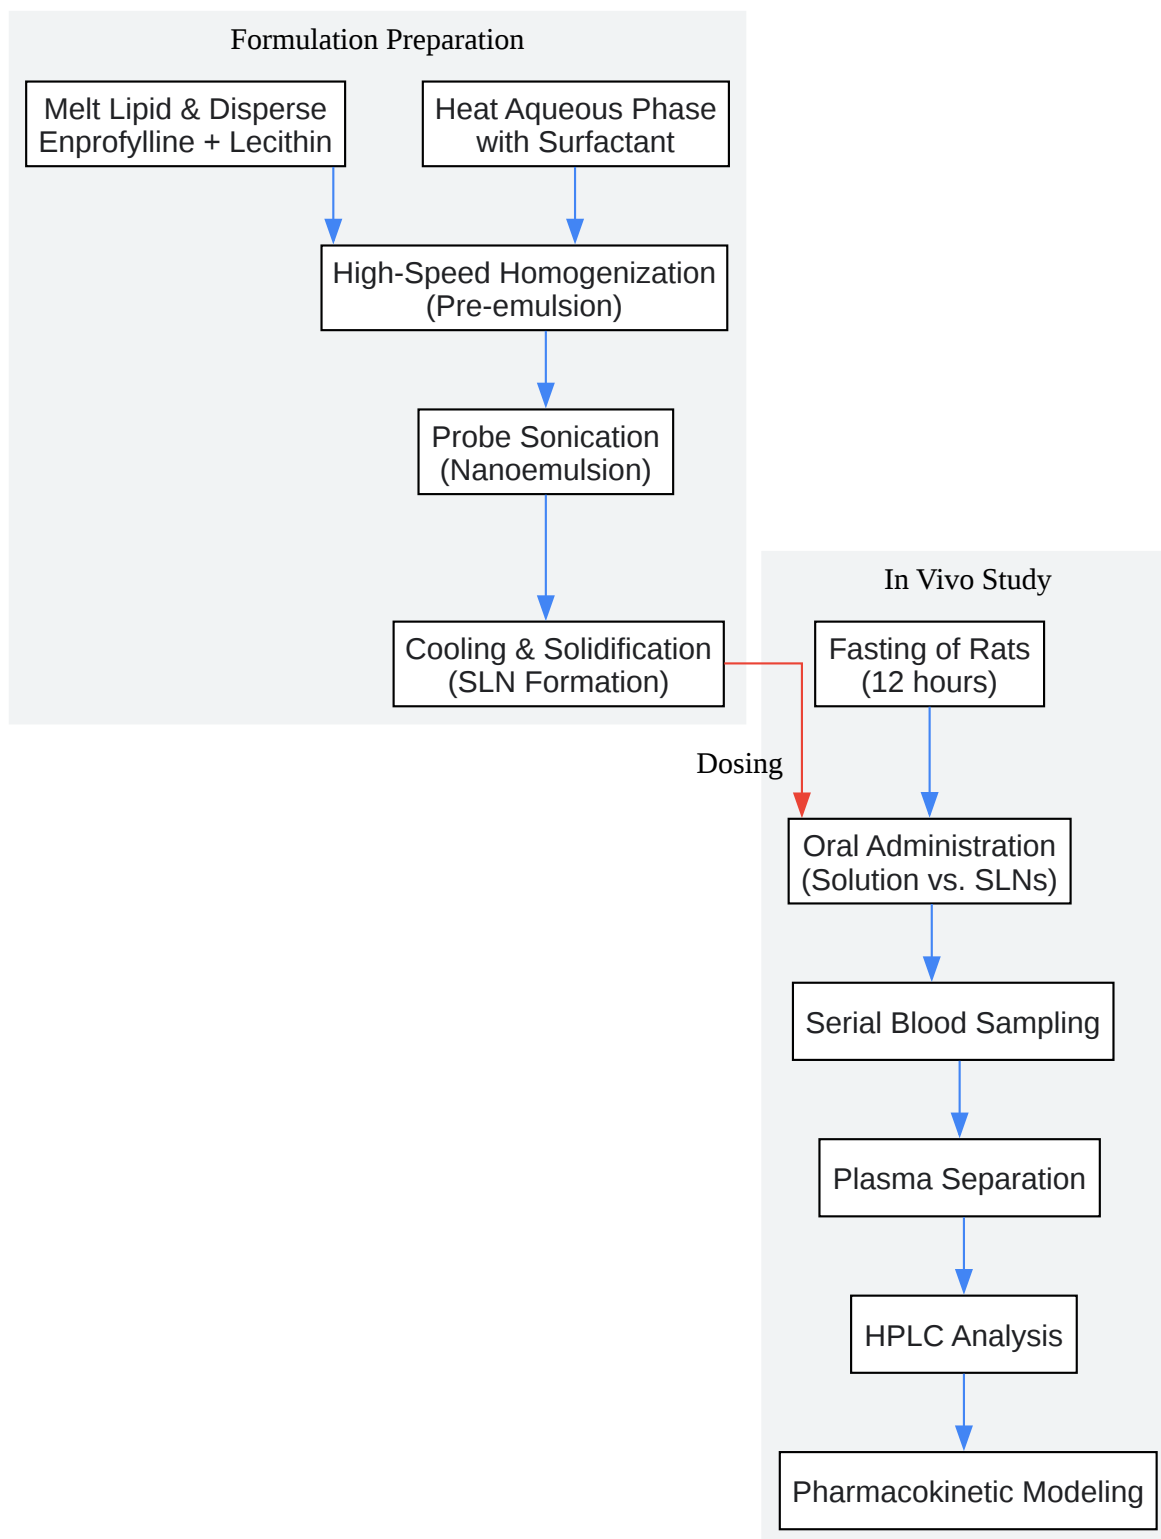 Formulation Preparation
Melt Lipid & Disperse
Enprofylline + Lecithin
Heat Aqueous Phase
with Surfactant
High-Speed Homogenization
(Pre-emulsion)
Probe Sonication
(Nanoemulsion)
Cooling & Solidification
(SLN Formation)
In Vivo Study
Fasting of Rats
(12 hours)
Dosing
Oral Administration
(Solution vs. SLNs)
Serial Blood Sampling
Plasma Separation
HPLC Analysis
Pharmacokinetic Modeling